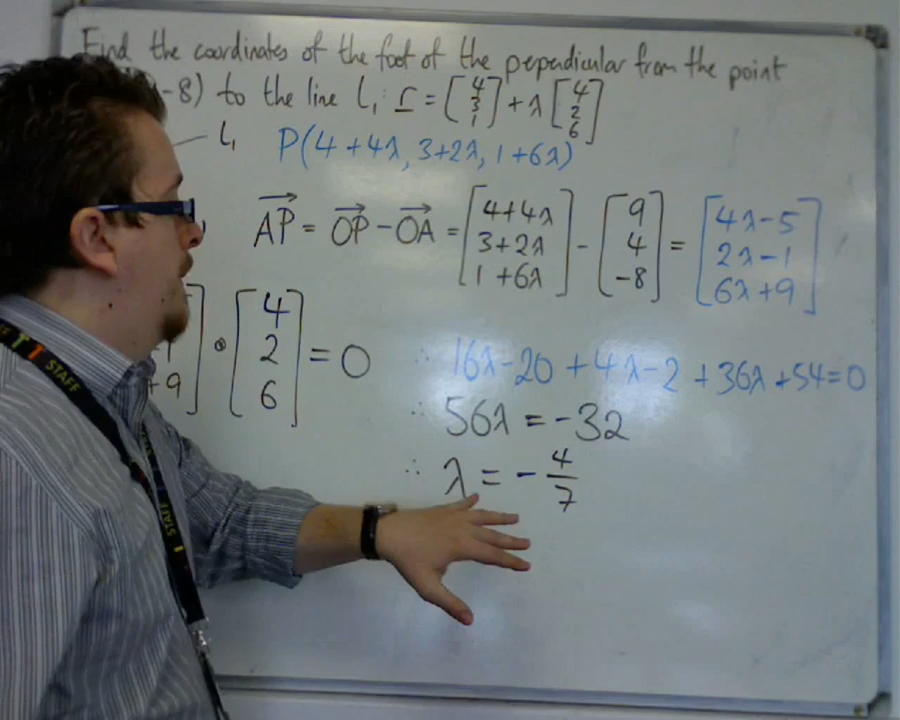 Find the coordinates of the foot of the pependicular from the point
-8) to the line l₁: r = [4 3 1] + λ [4 2 6]
l₁ P(4+4λ, 3+2λ, 1+6λ)
AP = OP - OA = [4+4λ 3+2λ 1+6λ] - [9 4 -8] = [4λ-5 2λ-1 6λ+9]
+9] • [4 2 6] = 0 ∴ 16λ-20+4λ-2+36λ+54=0
∴ 56λ = -32
∴ λ = -4/7
STAFF
STAFF